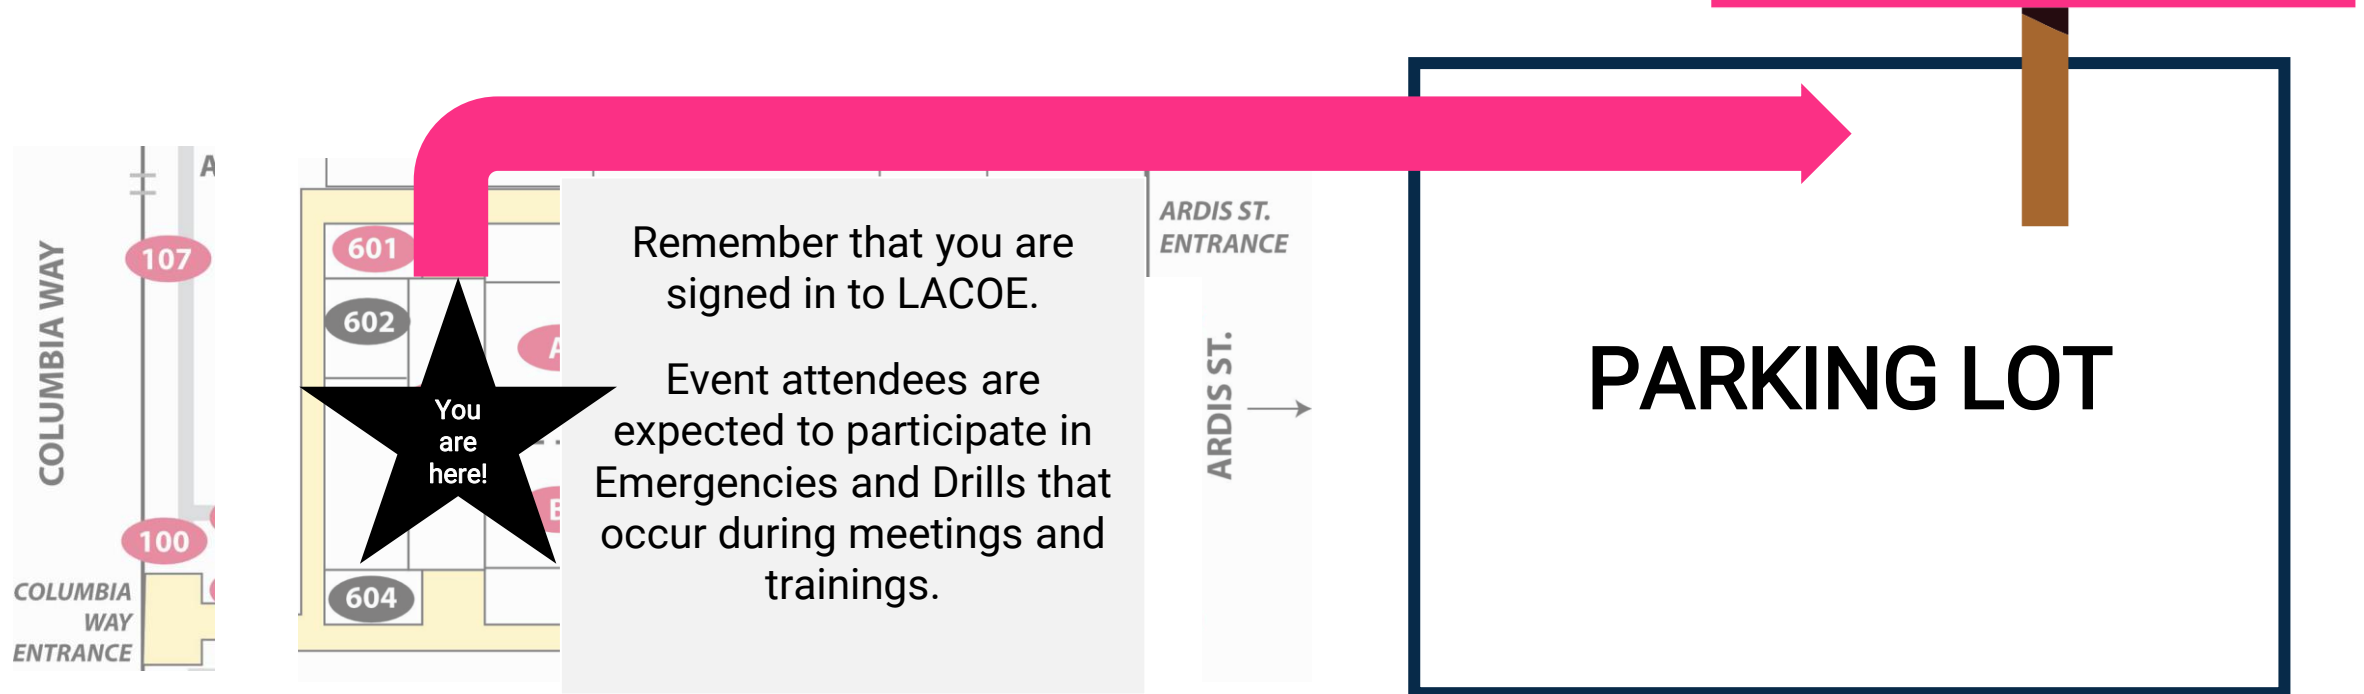 COLUMBIA WAY
A
107
100
COLUMBIA
WAY
ENTRANCE
601
602
604
A
B
You
are
here!
Remember that you are
signed in to LACOE.
Event attendees are
expected to participate in
Emergencies and Drills that
occur during meetings and
trainings.
ARDIS ST.
ENTRANCE
ARDIS ST.
PARKING LOT